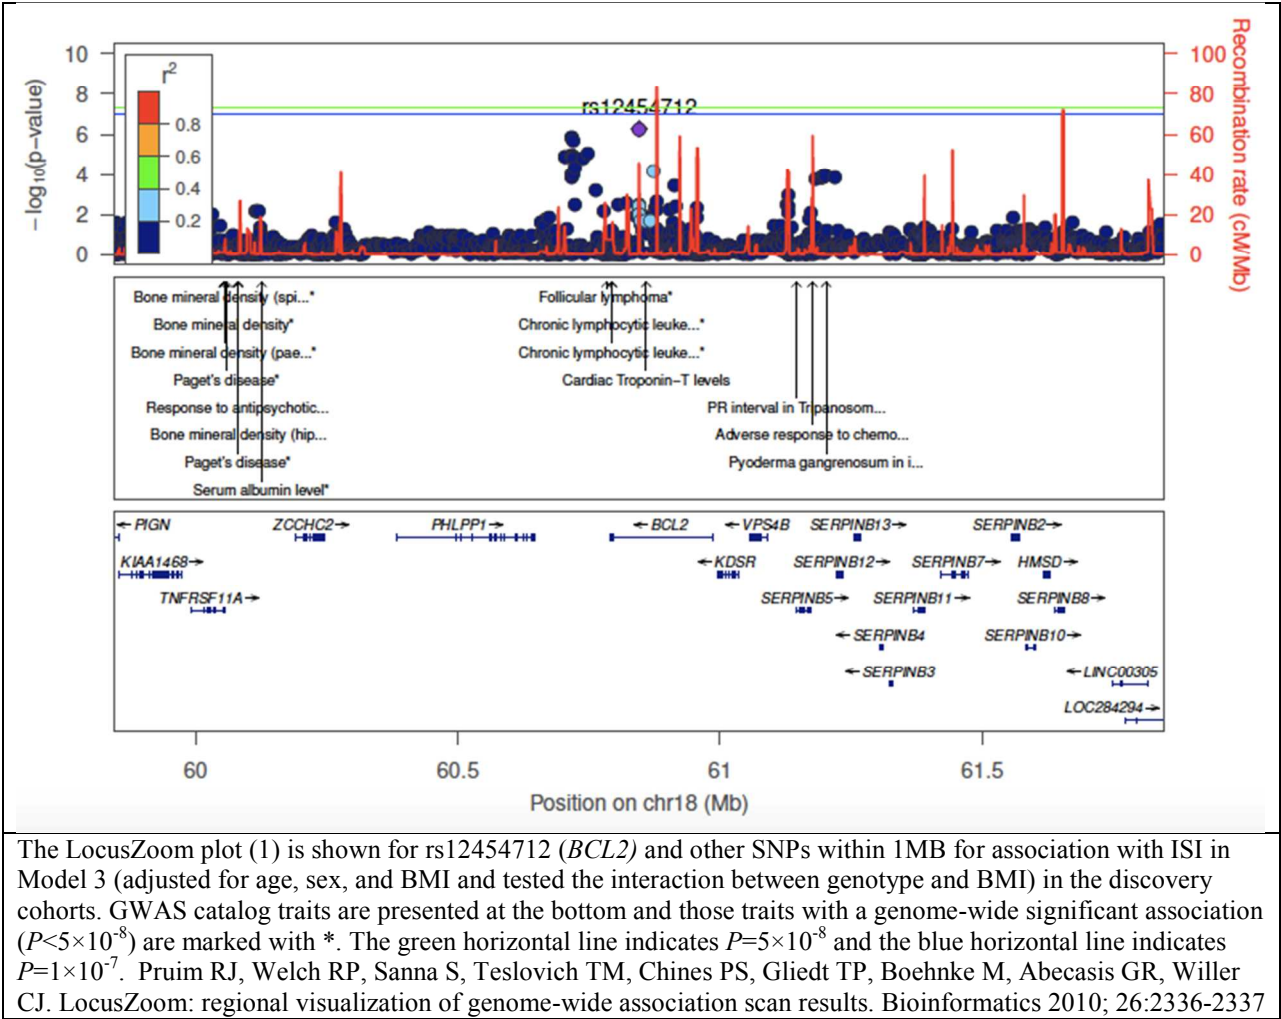 r2
0.8
0.6
0.4
0.2
rs12454712
10
8
6
4
2
0
−log10(p−value)
100
80
60
40
20
0
Recombination rate (cM/Mb)
Bone mineral density (spi...*
Bone mineral density*
Bone mineral density (pae...*
Paget's disease*
Response to antipsychotic...
Bone mineral density (hip...
Paget's disease*
Serum albumin level*
Follicular lymphoma*
Chronic lymphocytic leuke...*
Chronic lymphocytic leuke...*
Cardiac Troponin−T levels
PR interval in Tripanosom...
Adverse response to chemo...
Pyoderma gangrenosum in i...
←PIGN ZCCHC2→ PHLPP1→ ←BCL2 ←VPS4B SERPINB13→ SERPINB2→
KIAA1468→ ←KDSR SERPINB12→ SERPINB7→ HMSD→
TNFRSF11A→ SERPINB5→ SERPINB11→ SERPINB8→
←SERPINB4 SERPINB10→
←SERPINB3 ←LINC00305
LOC284294→
60 60.5 61 61.5
Position on chr18 (Mb)
The LocusZoom plot (1) is shown for rs12454712 (BCL2) and other SNPs within 1MB for association with ISI in
Model 3 (adjusted for age, sex, and BMI and tested the interaction between genotype and BMI) in the discovery
cohorts. GWAS catalog traits are presented at the bottom and those traits with a genome-wide significant association
(P<5×10-8) are marked with *. The green horizontal line indicates P=5×10-8 and the blue horizontal line indicates
P=1×10-7. Pruim RJ, Welch RP, Sanna S, Teslovich TM, Chines PS, Gliedt TP, Boehnke M, Abecasis GR, Willer
CJ. LocusZoom: regional visualization of genome-wide association scan results. Bioinformatics 2010; 26:2336-2337